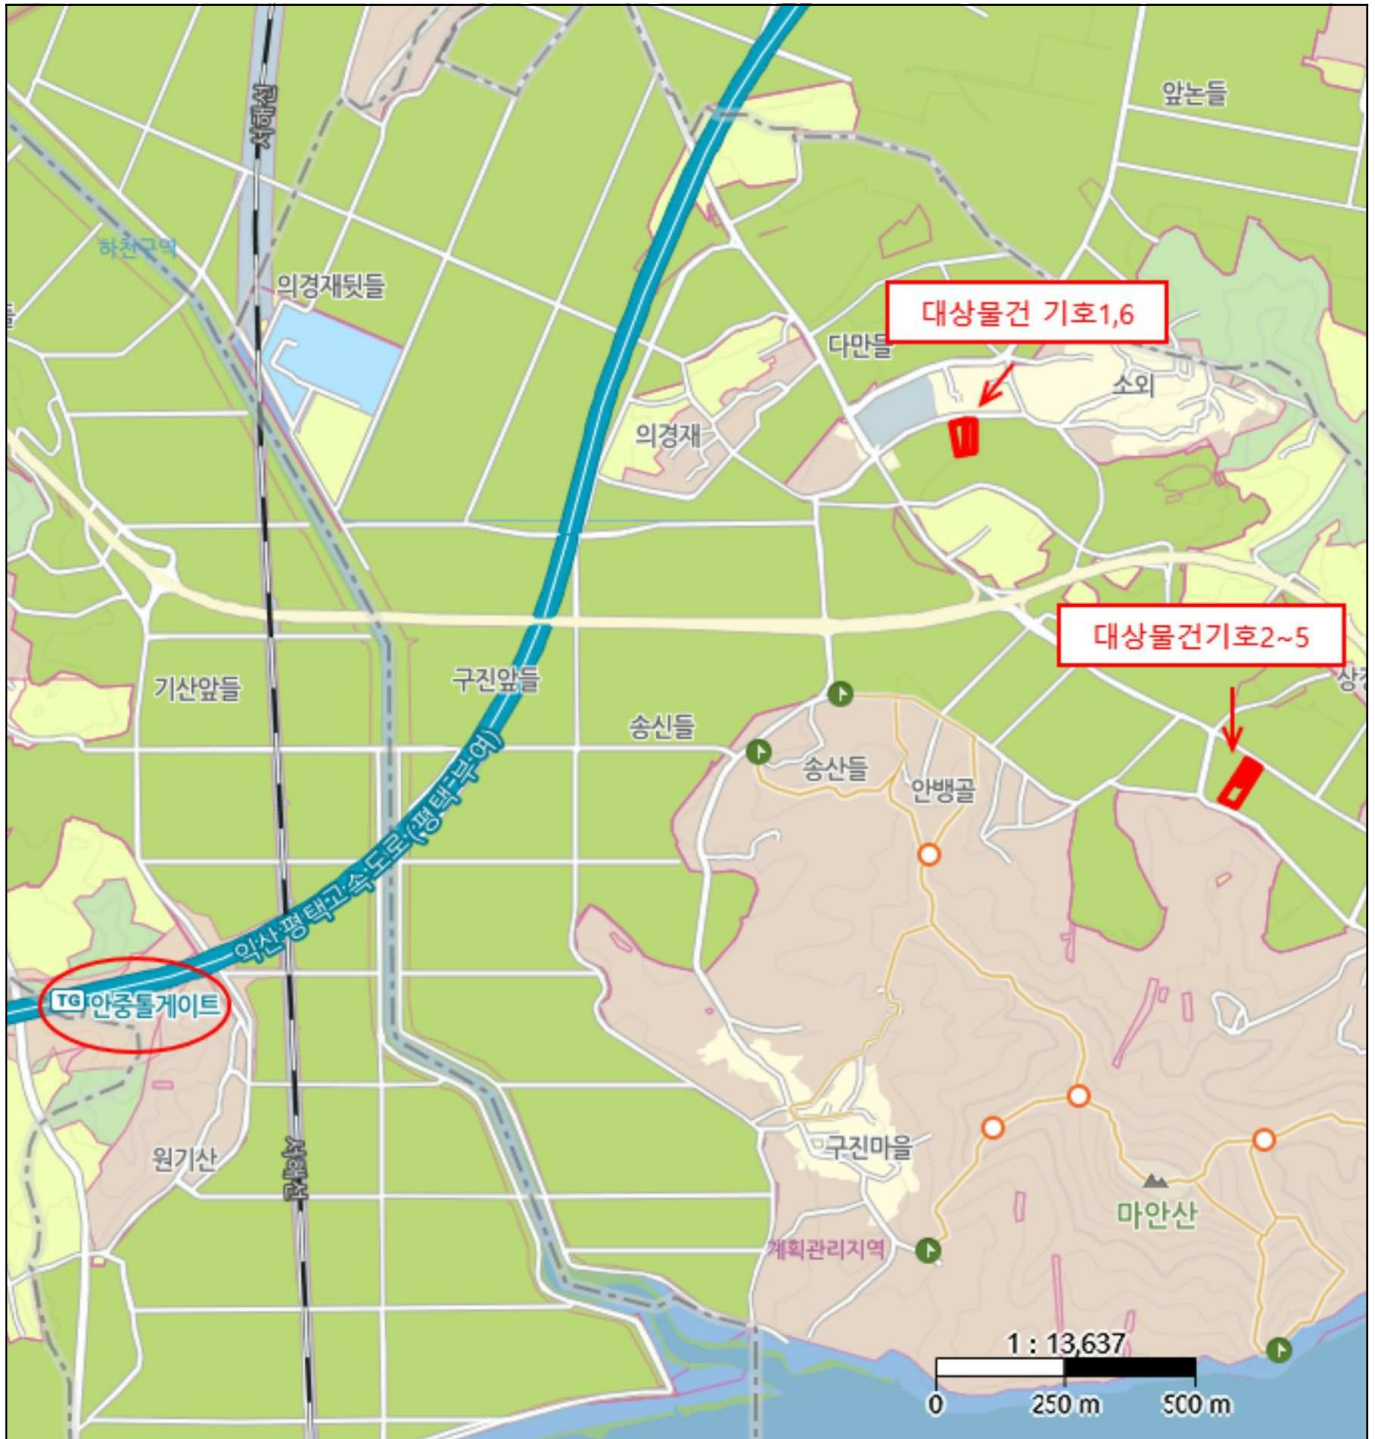 서해선
앞논들
하천구역
의경재뒷들
대상물건 기호1,6
다만들
소외
의경재
대상물건기호2~5
기산앞들
구진앞들
송신들
송산들
안뱅골
익산평택고속도로(평택-부여)
TG 안중톨게이트
원기산
서해선
구진마을
마안산
계획관리지역
1 : 13,637
0 250 m 500 m